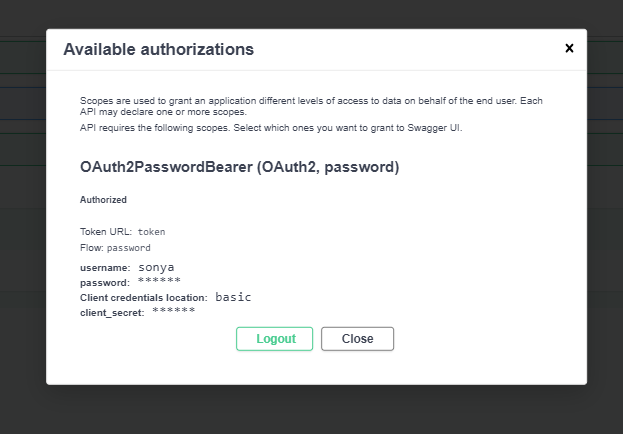 Available authorizations
Scopes are used to grant an application different levels of access to data on behalf of the end user. Each
API may declare one or more scopes.
API requires the following scopes. Select which ones you want to grant to Swagger UI.
OAuth2PasswordBearer (OAuth2, password)
Authorized
Token URL: token
Flow: password
username: sonya
password: ******
Client credentials location: basic
client_secret: ******
Logout Close